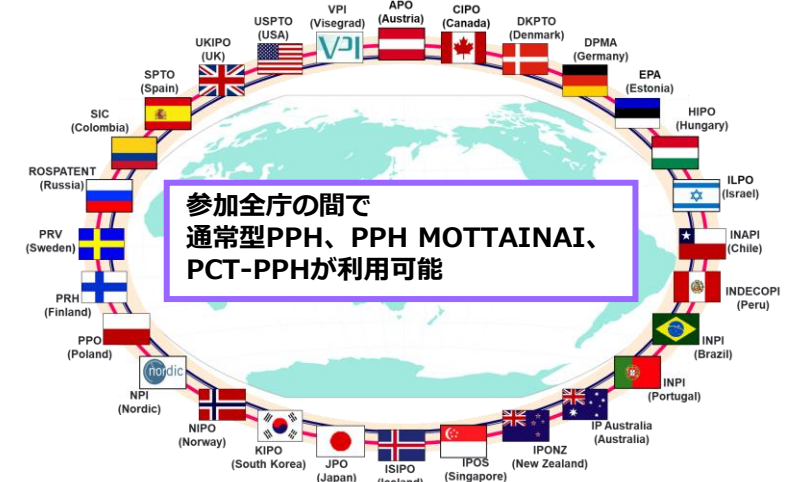 VPI
(Visegrad)
APO
(Austria)
CIPO
(Canada)
DKPTO
(Denmark)
DPMA
(Germany)
EPA
(Estonia)
HIPO
(Hungary)
ILPO
(Israel)
INAPI
(Chile)
INDECOPI
(Peru)
INPI
(Brazil)
INPI
(Portugal)
IP Australia
(Australia)
IPONZ
(New Zealand)
IPOS
(Singapore)
ISIPO
(Iceland)
JPO
(Japan)
KIPO
(South Korea)
NIPO
(Norway)
NPI
(Nordic)
nordic
PPO
(Poland)
PRH
(Finland)
PRV
(Sweden)
ROSPATENT
(Russia)
SIC
(Colombia)
SPTO
(Spain)
UKIPO
(UK)
USPTO
(USA)
VPI
参加全庁の間で
通常型PPH、PPH MOTTAINAI、
PCT-PPHが利用可能